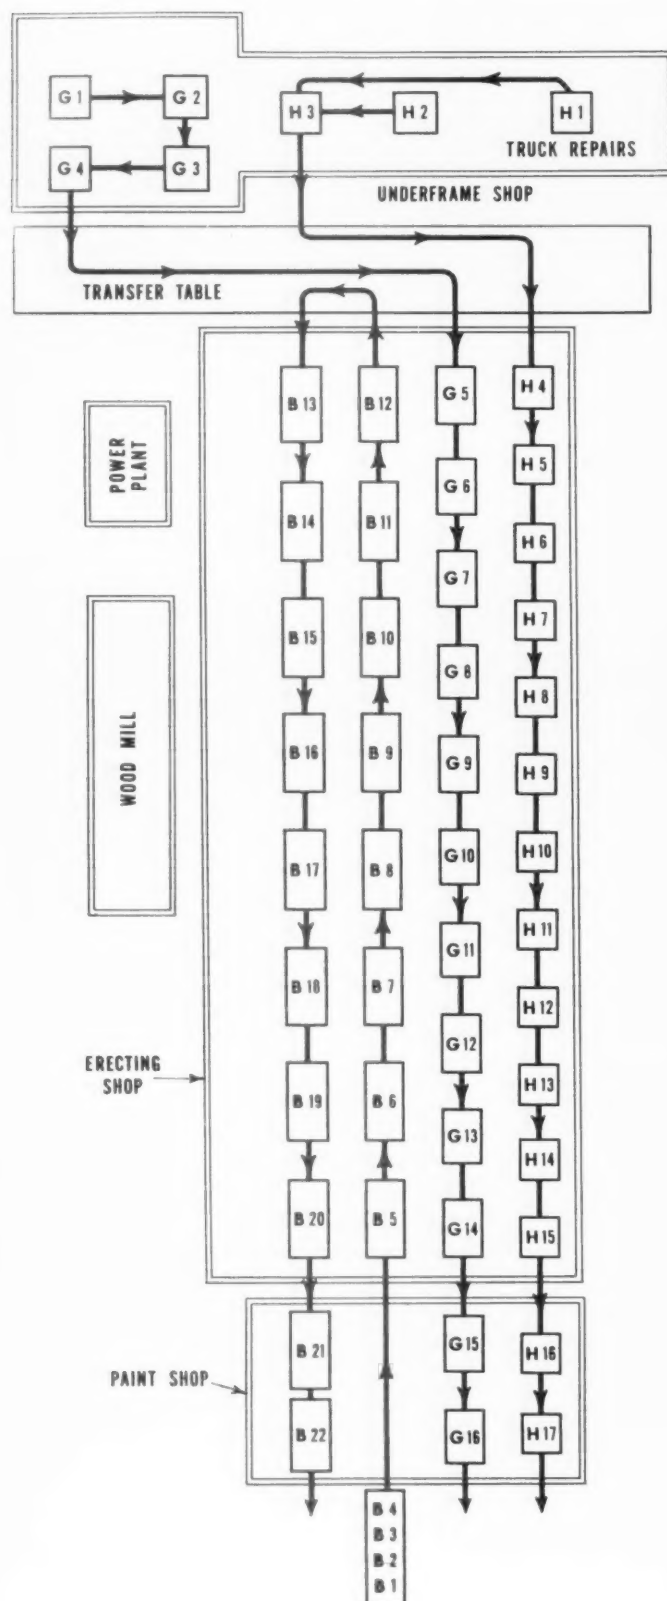 G 1
G 2
G 3
G 4
H 3
H 2
H 1
TRUCK REPAIRS
UNDERFRAME SHOP
TRANSFER TABLE
POWER
PLANT
WOOD MILL
ERECTING
SHOP
PAINT SHOP
B 13
B 14
B 15
B 16
B 17
B 18
B 19
B 20
B 21
B 22
B 12
B 11
B 10
B 9
B 8
B 7
B 6
B 5
B 4
B 3
B 2
B 1
G 5
G 6
G 7
G 8
G 9
G 10
G 11
G 12
G 13
G 14
G 15
G 16
H 4
H 5
H 6
H 7
H 8
H 9
H 10
H 11
H 12
H 13
H 14
H 15
H 16
H 17